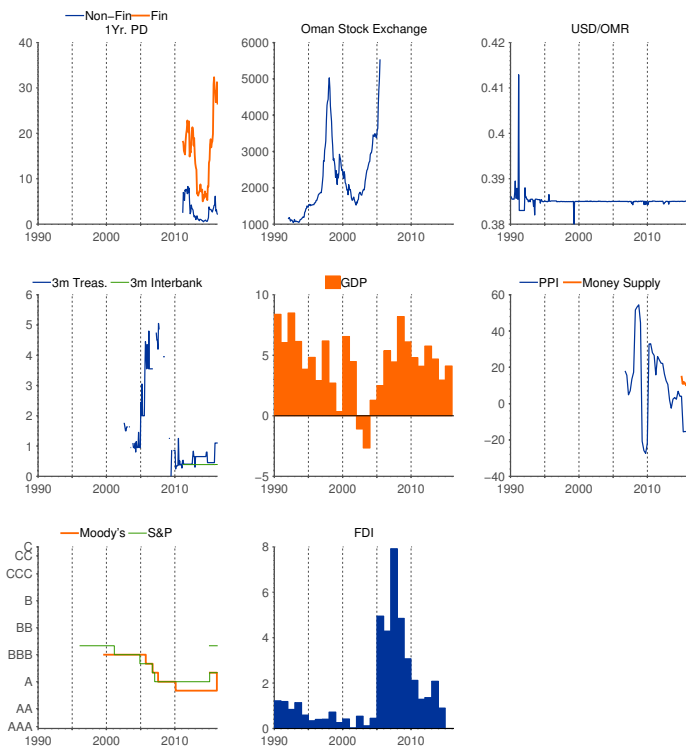 Non−Fin Fin
1Yr. PD
40
30
20
10
0
1990 2000 2010
Oman Stock Exchange
6000
5000
4000
3000
2000
1000
1990 2000 2010
USD/OMR
0.42
0.41
0.4
0.39
0.38
1990 2000 2010
3m Treas. 3m Interbank
6
5
4
3
2
1
0
1990 2000 2010
GDP
10
5
0
−5
1990 2000 2010
PPI Money Supply
60
40
20
0
−20
−40
1990 2000 2010
Moody's S&P
C
CC
CCC
B
BB
BBB
A
AA
AAA
1990 2000 2010
FDI
8
6
4
2
0
1990 2000 2010